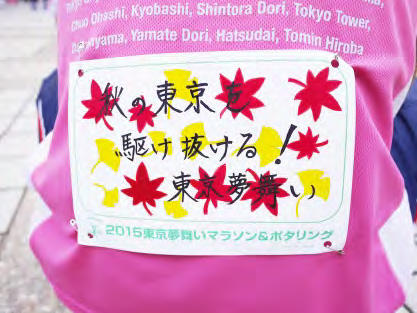 Chuo Ohashi, Kyobashi, Shintora Dori, Tokyo Tower,
Yamate Dori, Hatsudai, Tomin Hiroba
秋の東京を
駆け抜ける!
東京夢舞い
2015東京夢舞いマラソン&ポタリング